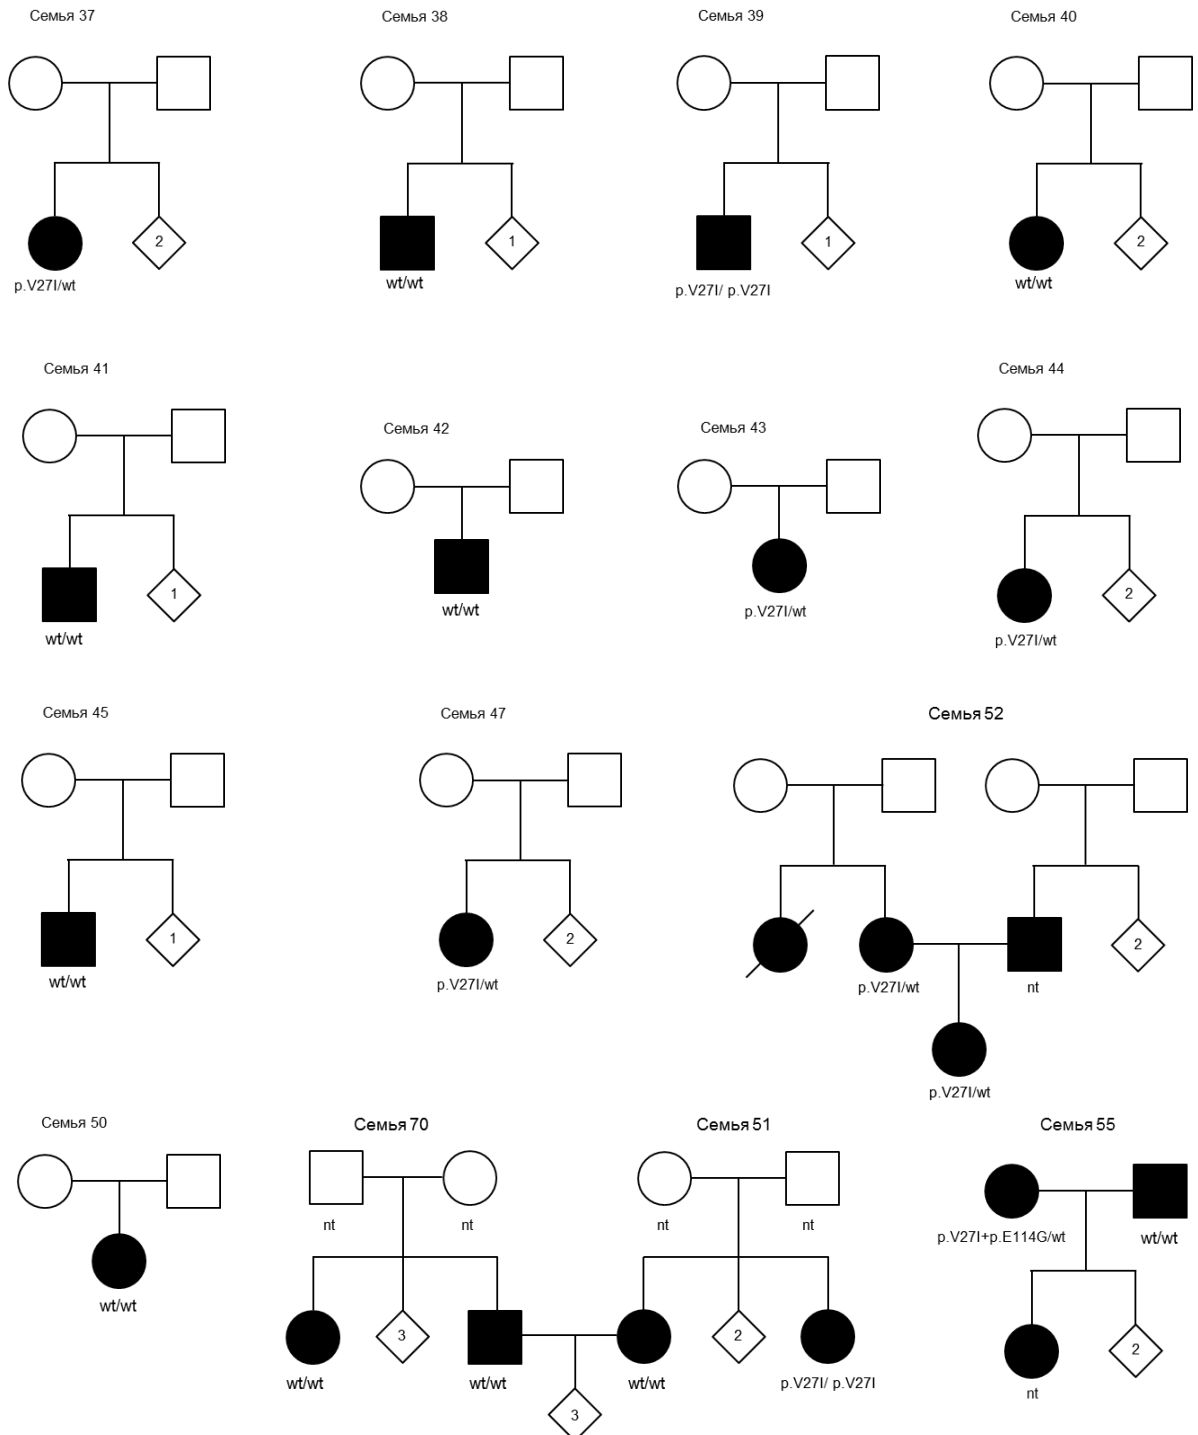 Семья 37
Семья 38
Семья 39
Семья 40
2
1
1
2
p.V27I/wt
wt/wt
p.V27I/ p.V27I
wt/wt
Семья 41
Семья 42
Семья 43
Семья 44
1
2
wt/wt
wt/wt
p.V27I/wt
p.V27I/wt
Семья 45
Семья 47
Семья 52
1
2
2
wt/wt
p.V27I/wt
p.V27I/wt
nt
p.V27I/wt
Семья 50
Семья 70
Семья 51
Семья 55
nt
nt
nt
nt
p.V27I+p.E114G/wt
wt/wt
wt/wt
3
2
2
wt/wt
wt/wt
wt/wt
p.V27I/ p.V27I
nt
3